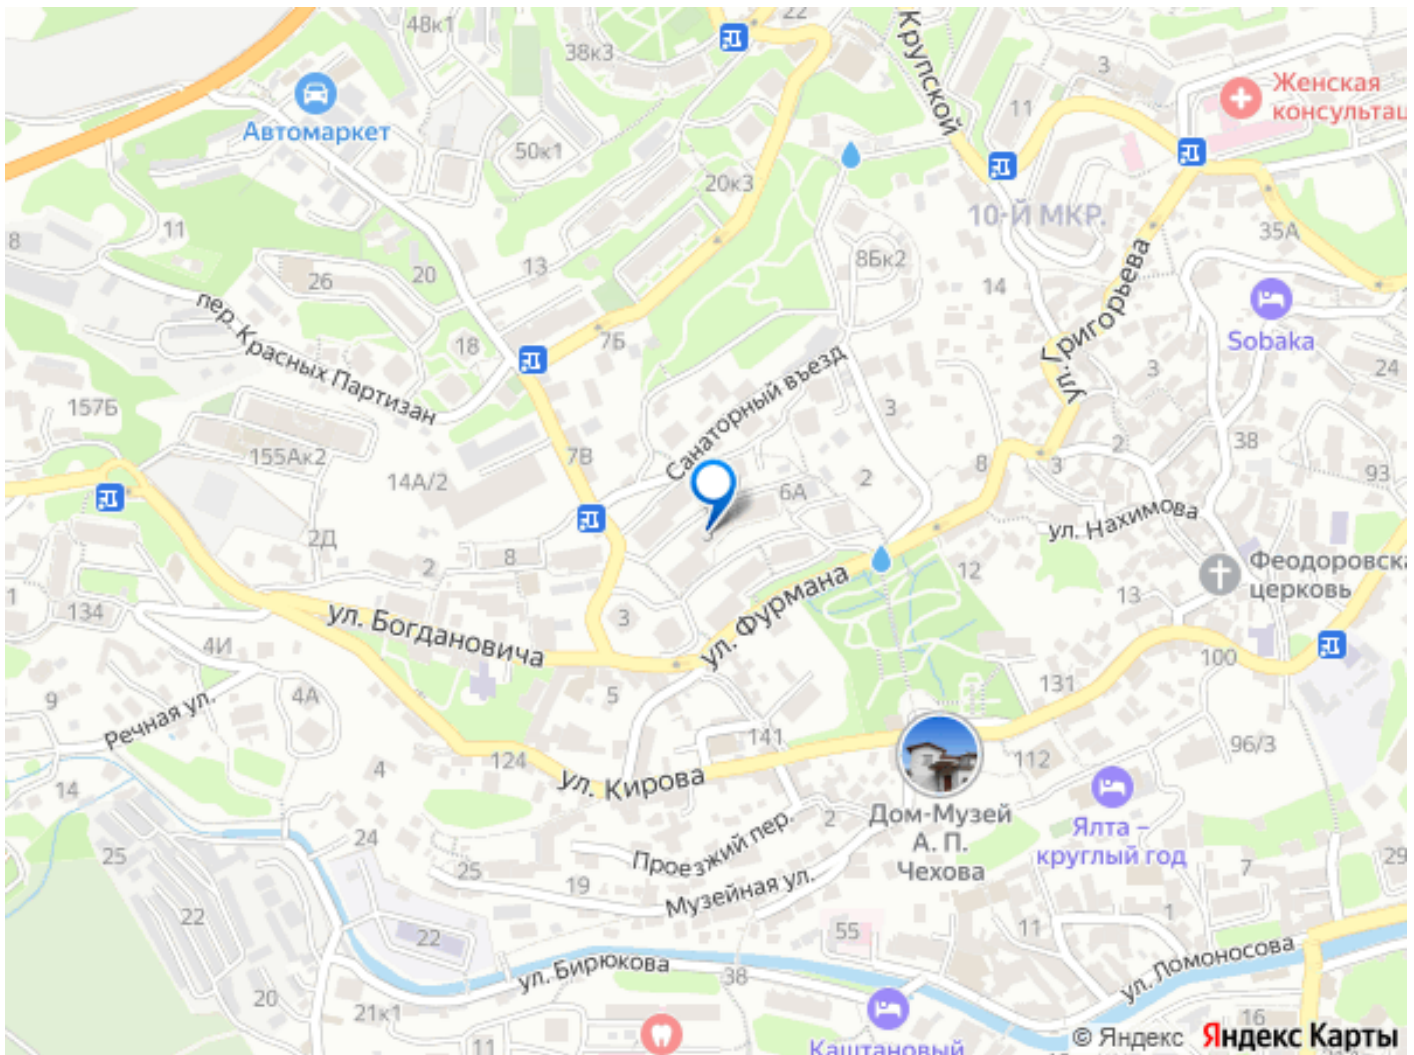 48к1
22
38к3
Крупской
3
Женская
консультац
Автомаркет
11
50к1
20к3
10-Й МКР.
8
11
35А
26
20
13
8Бк2
14
ул. Григорьева
Sobaka
пер. Красных Партизан
18
7Б
3
24
157Б
Санаторный въезд
3
155Ак2
7В
2
38
14А/2
6А
2
8
3
93
ул. Нахимова
2Д
8
3
2
12
Феодоровска
церковь
1
134
ул. Богдановича
3
ул. Фурмана
13
4И
100
9
Речная ул.
4А
5
131
141
96/3
4
124
ул. Кирова
112
14
Дом-Музей
А. П.
Чехова
Ялта –
круглый год
2
24
Проезжий пер.
25
25
19
Музейная ул.
7
29
22
22
55
11
1
ул. Ломоносова
ул. Бирюкова
38
20
21к1
16
11
Каштановый
© Яндекс Яндекс Карты